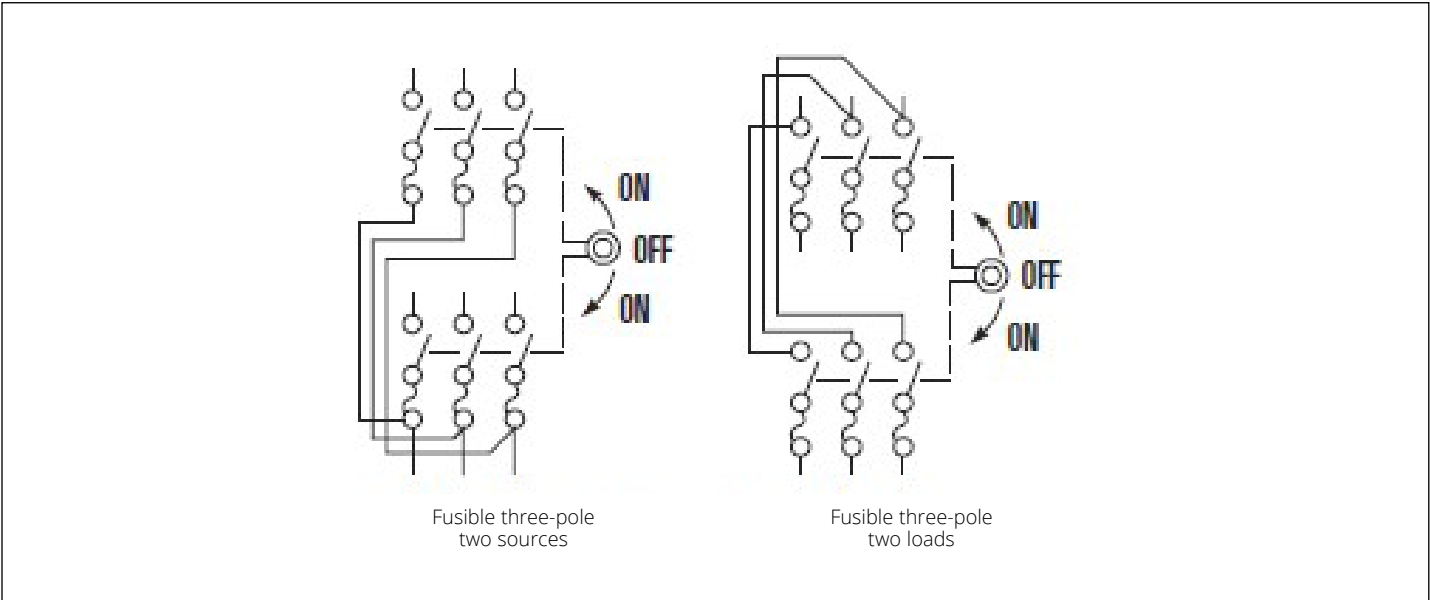 ON
OFF
ON
ON
OFF
ON
Fusible three-pole
two sources
Fusible three-pole
two loads